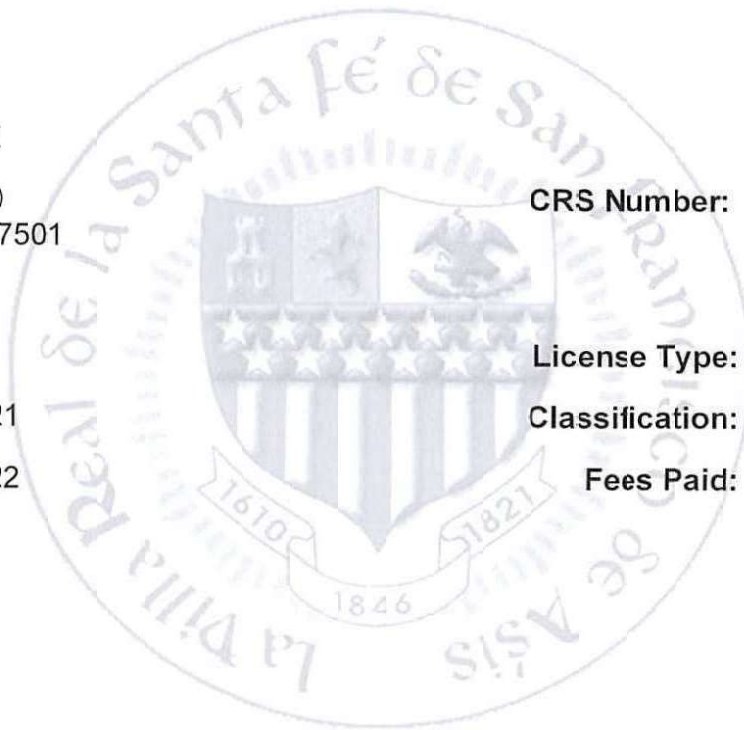 La Villa Real de la Santa Fé de San Francisco de Asís
)
CRS Number:
7501
License Type:
21
Classification:
22
Fees Paid:
1610
1821
1846